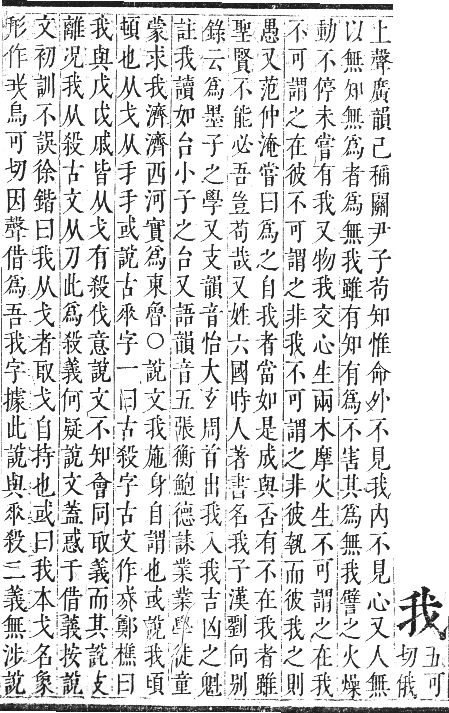 我五可切俄
上聲廣韻己稱關尹子苟知惟命外不見我內不見心又人無
以無知無爲者爲無我雖有知有爲不害其爲無我譬之火燥
動不停未嘗有我又物我交心生兩木摩火生不可謂之在我
不可謂之在彼不可謂之非我不可謂之非彼執而彼我之則
愚又范仲淹嘗曰爲之自我者當如是成與否有不在我者雖
聖賢不能必吾豈苟哉又姓六國時人著書名我子漢劉向別
錄云爲墨子之學又支韻音怡大玄周首出我入我吉凶之魁
註我讀如台小子之台又語韻音五張衡鮑德誄業業學徒童
蒙求我濟濟西河實爲東魯○說文我施身自謂也或說我頃
頓也从戈从手手或說古𠂹字一曰古殺字古文作𢦠鄭樵曰
我與戊戉戚皆从戈有殺伐意說文不知會同取義而其說支
離況我从殺古文从刀此爲殺義何疑說文蓋惑于借義按說
文初訓不誤徐鍇曰我从戈者取戈自持也或曰我本戈名象
形作烏可切因聲借爲吾我字據此說與𠂹殺二義無涉說